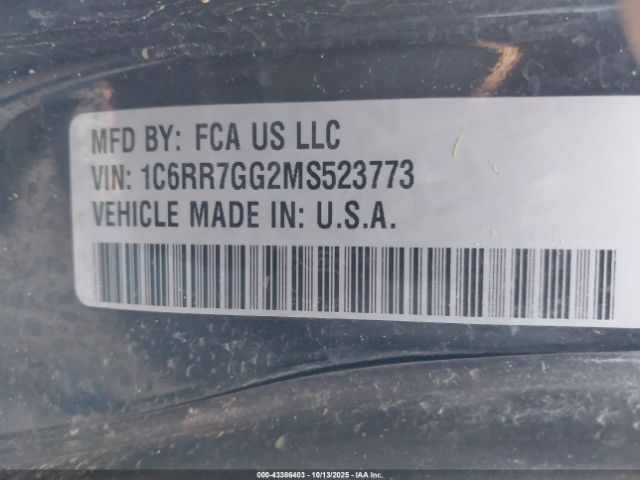 MFD BY: FCA US LLC
VIN: 1C6RR7GG2MS523773
VEHICLE MADE IN: U.S.A.
000-43386403 - 10/13/2025 - IAA Inc.